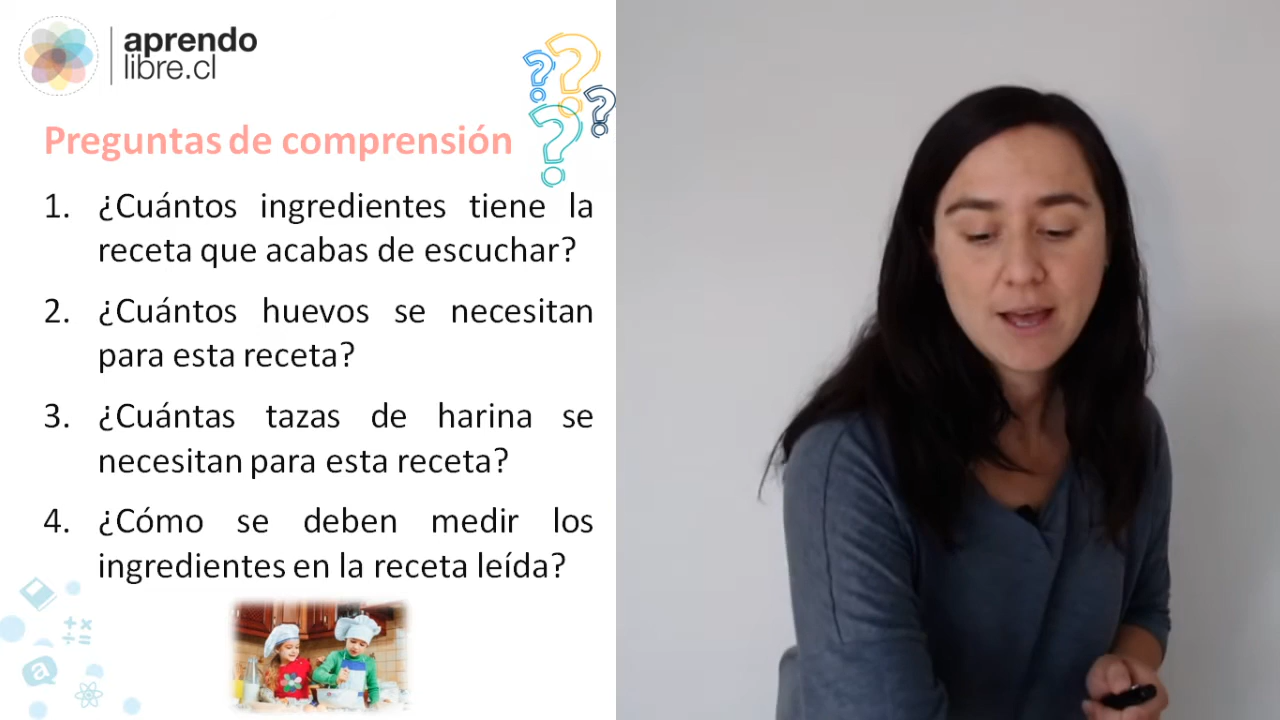 aprendo
libre.cl
Preguntas de comprensión
1. ¿Cuántos ingredientes tiene la
receta que acabas de escuchar?
2. ¿Cuántos huevos se necesitan
para esta receta?
3. ¿Cuántas tazas de harina se
necesitan para esta receta?
4. ¿Cómo se deben medir los
ingredientes en la receta leída?